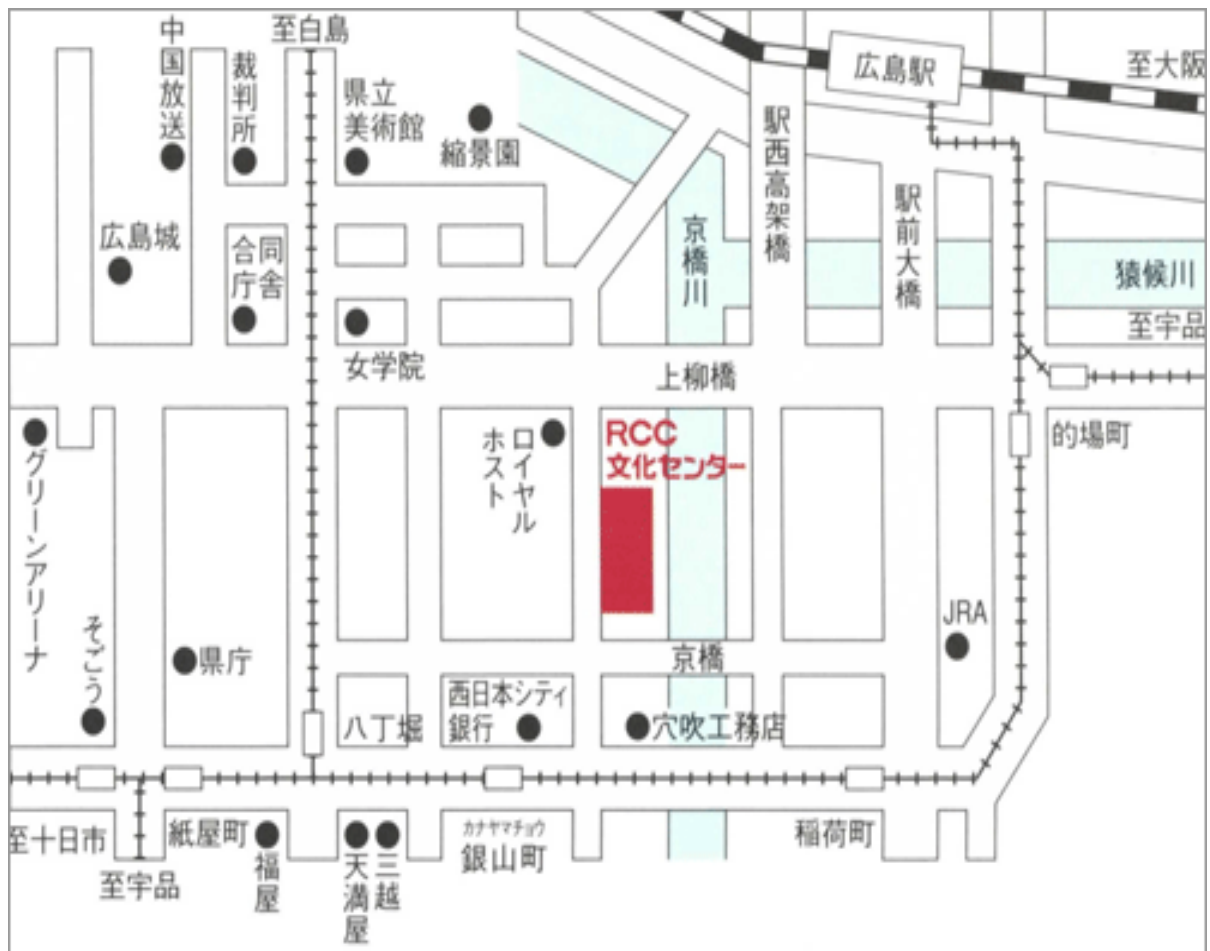 至白島
中国放送
裁判所
県立
美術館
縮景園
広島駅
至大阪
駅西高架橋
駅前大橋
京橋川
猿候川
至宇品
広島城
合同
庁舎
女学院
上柳橋
的場町
グリーンアリーナ
ロイヤル
ホスト
RCC
文化センター
そごう
県庁
京橋
JRA
八丁堀
西日本シティ
銀行
穴吹工務店
至十日市
紙屋町
カナヤマチョウ
銀山町
稲荷町
至宇品
福屋
天満屋
三越